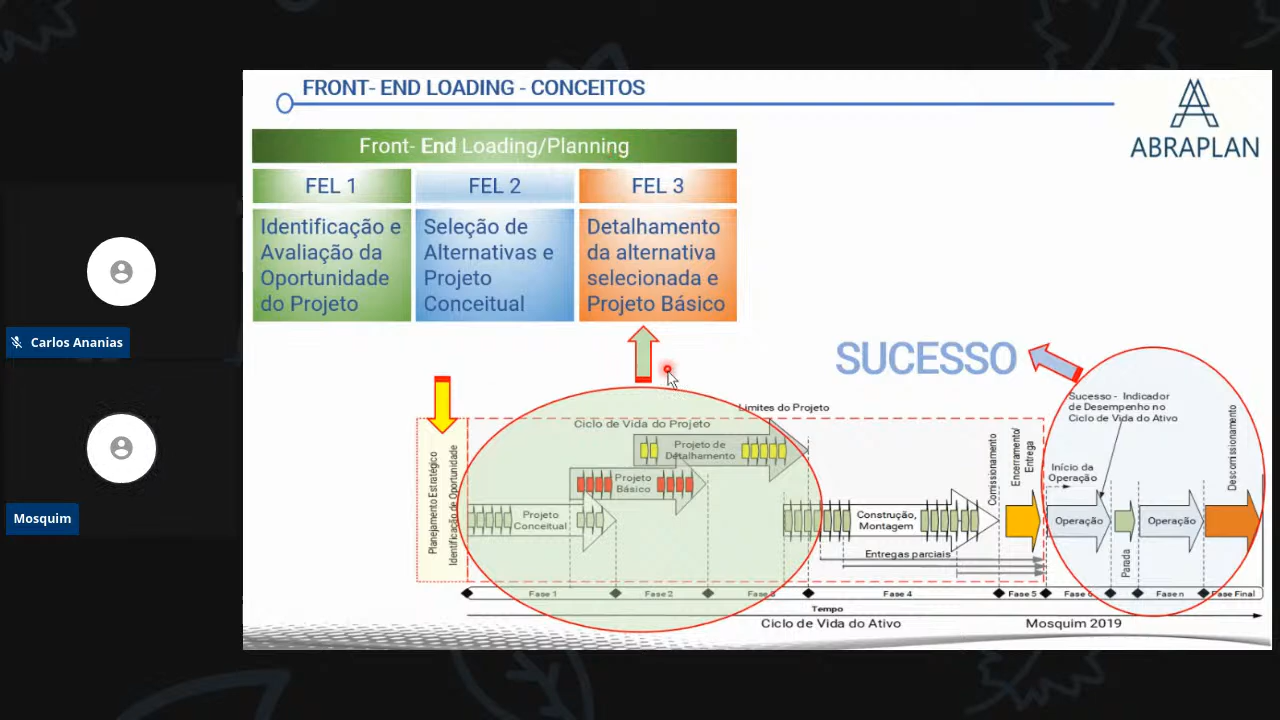 FRONT- END LOADING - CONCEITOS
ABRAPLAN
Front- End Loading/Planning
FEL 1
FEL 2
FEL 3
Identificação e
Avaliação da
Oportunidade
do Projeto
Seleção de
Alternativas e
Projeto
Conceitual
Detalhamento
da alternativa
selecionada e
Projeto Básico
Carlos Ananias
Mosquim
SUCESSO
Sucesso - Indicador
de Desempenho no
Ciclo de Vida do Ativo
Limites do Projeto
Ciclo de Vida do Projeto
Planejamento Estratégico
Identificação de Oportunidade
Projeto de
Detalhamento
Projeto
Básico
Projeto
Conceitual
Construção,
Montagem
Entregas parciais
Comissionamento
Encerramento/
Entrega
Início da
Operação
Operação
Parada
Operação
Descomissionamento
Fase 1
Fase 2
Fase 3
Fase 4
Fase 5
Fase 6
Fase n
Fase Final
Tempo
Ciclo de Vida do Ativo
Mosquim 2019